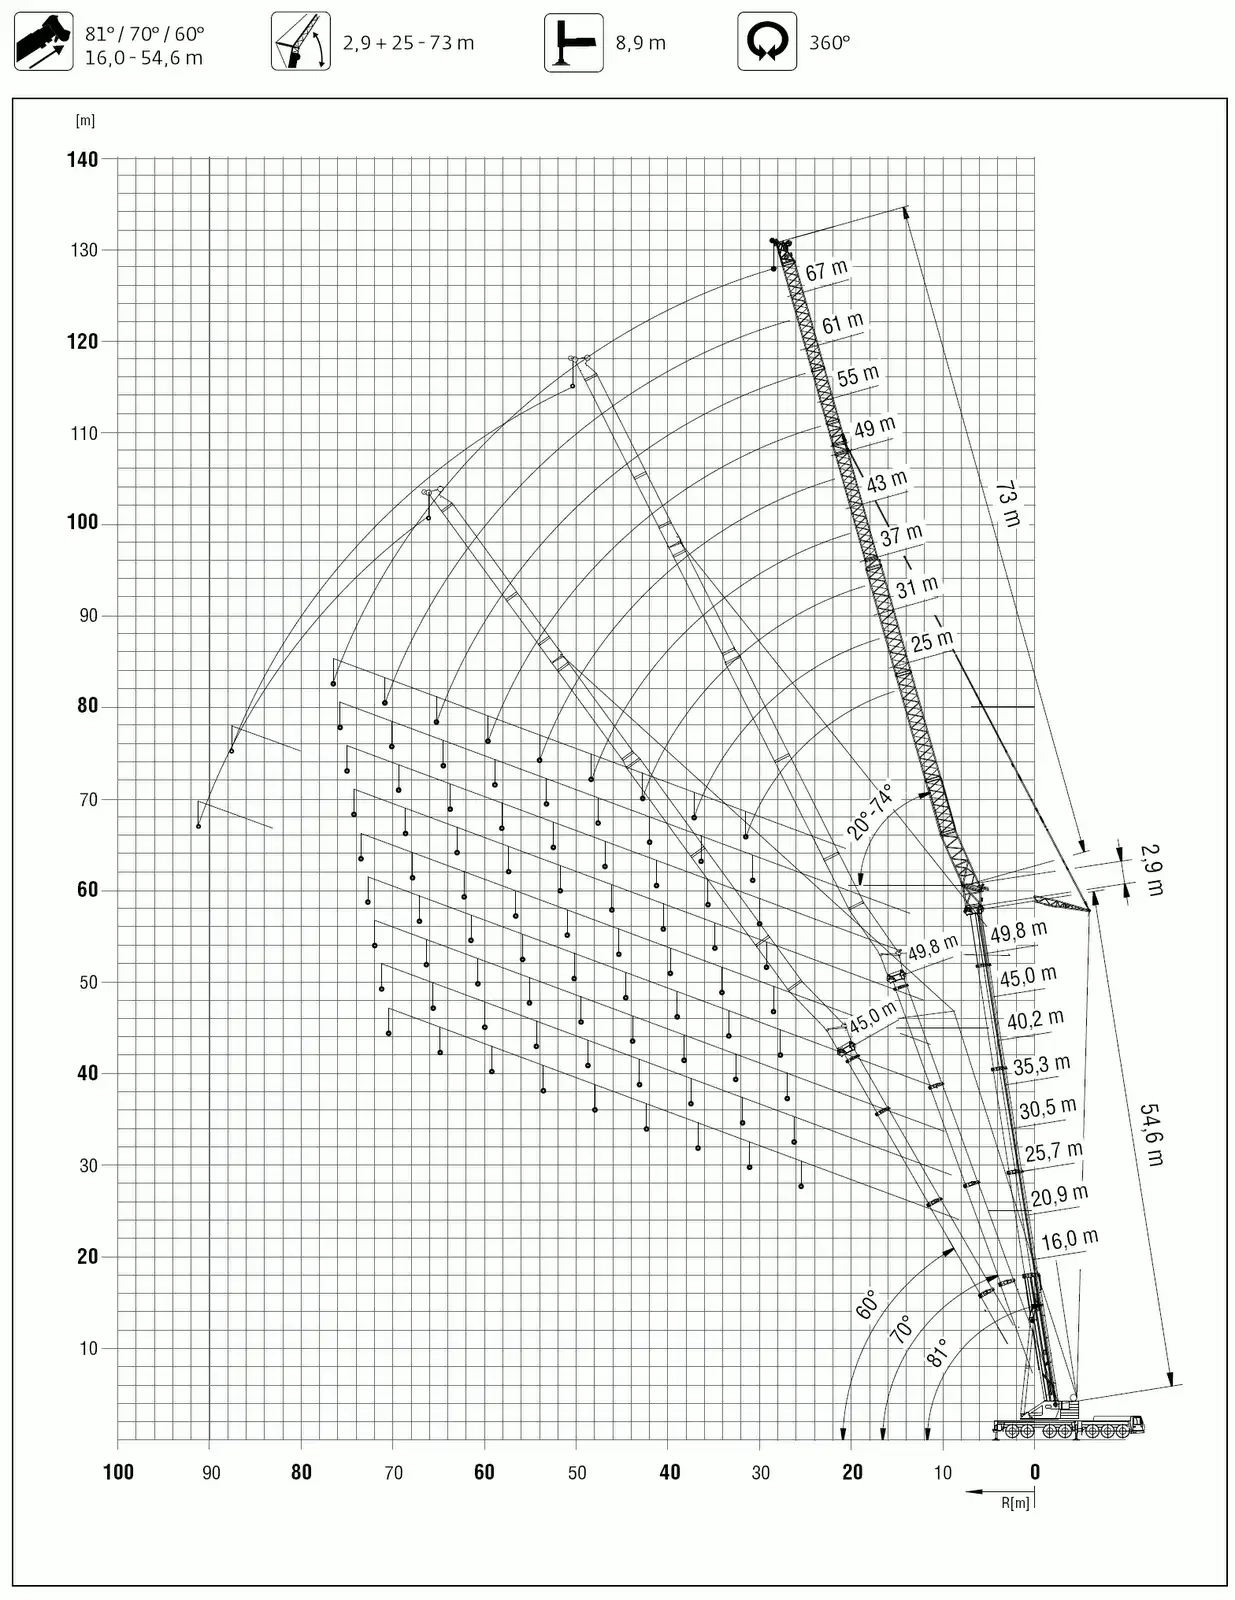 81° / 70° / 60°
16,0 - 54,6 m
2,9 + 25 - 73 m
8,9 m
360°
[m]
140
130
120
110
100
90
80
70
60
50
40
30
20
10
67 m
61 m
55 m
49 m
43 m
37 m
31 m
25 m
73 m
20°-74°
2,9 m
49,8 m
45,0 m
49,8 m
45,0 m
40,2 m
35,3 m
30,5 m
25,7 m
20,9 m
16,0 m
54,6 m
60°
70°
81°
100 90 80 70 60 50 40 30 20 10 0
R[m]